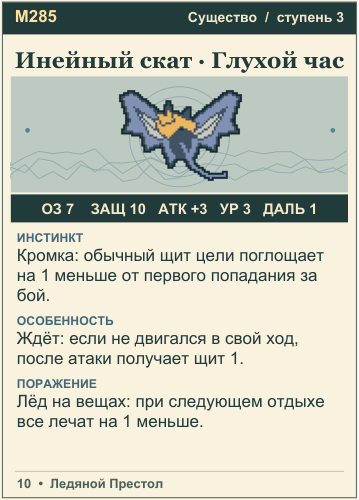 M285 Существо / ступень 3
Инейный скат · Глухой час
ОЗ 7 ЗАЩ 10 АТК +3 УР 3 ДАЛЬ 1
ИНСТИНКТ
Кромка: обычный щит цели поглощает
на 1 меньше от первого попадания за
бой.
ОСОБЕННОСТЬ
Ждёт: если не двигался в свой ход,
после атаки получает щит 1.
ПОРАЖЕНИЕ
Лёд на вещах: при следующем отдыхе
все лечат на 1 меньше.
10 • Ледяной Престол